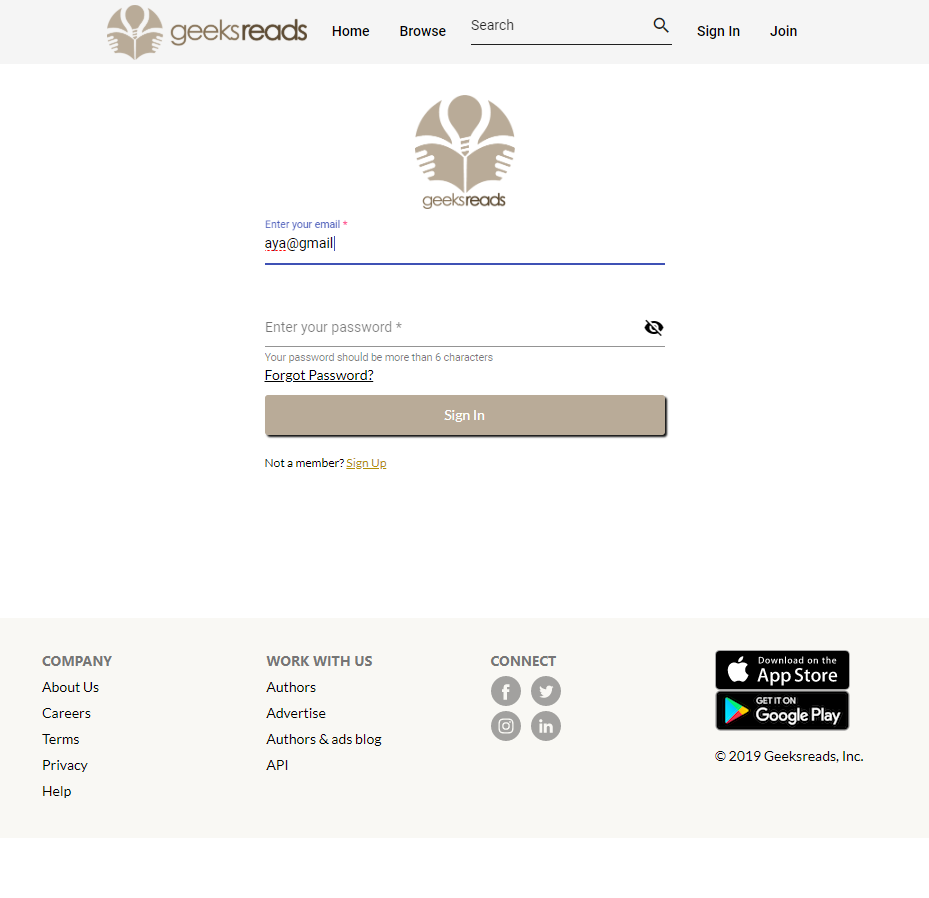 geeksreads Home Browse Search Sign In Join
geeksreads
Enter your email *
aya@gmail
Enter your password *
Your password should be more than 6 characters
Forgot Password?
Sign In
Not a member? Sign Up
COMPANY
About Us
Careers
Terms
Privacy
Help
WORK WITH US
Authors
Advertise
Authors & ads blog
API
CONNECT
Download on the
App Store
GET IT ON
Google Play
© 2019 Geeksreads, Inc.